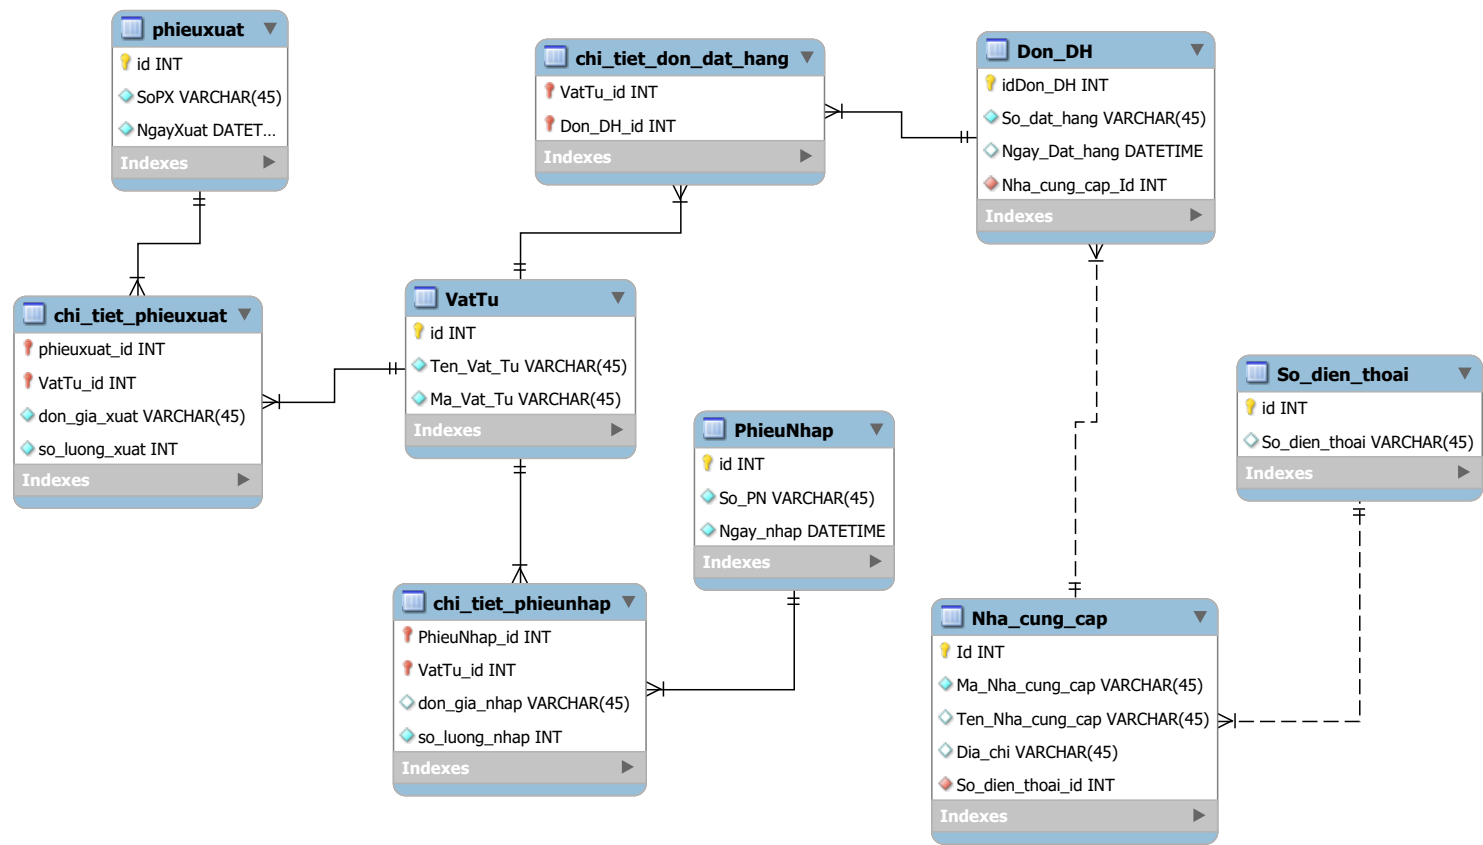 phieuxuat
id INT
SoPX VARCHAR(45)
NgayXuat DATET...
Indexes
chi_tiet_don_dat_hang
VatTu_id INT
Don_DH_id INT
Indexes
Don_DH
idDon_DH INT
So_dat_hang VARCHAR(45)
Ngay_Dat_hang DATETIME
Nha_cung_cap_Id INT
Indexes
chi_tiet_phieuxuat
phieuxuat_id INT
VatTu_id INT
don_gia_xuat VARCHAR(45)
so_luong_xuat INT
Indexes
VatTu
id INT
Ten_Vat_Tu VARCHAR(45)
Ma_Vat_Tu VARCHAR(45)
Indexes
So_dien_thoai
id INT
So_dien_thoai VARCHAR(45)
Indexes
PhieuNhap
id INT
So_PN VARCHAR(45)
Ngay_nhap DATETIME
Indexes
chi_tiet_phieunhap
PhieuNhap_id INT
VatTu_id INT
don_gia_nhap VARCHAR(45)
so_luong_nhap INT
Indexes
Nha_cung_cap
Id INT
Ma_Nha_cung_cap VARCHAR(45)
Ten_Nha_cung_cap VARCHAR(45)
Dia_chi VARCHAR(45)
So_dien_thoai_id INT
Indexes